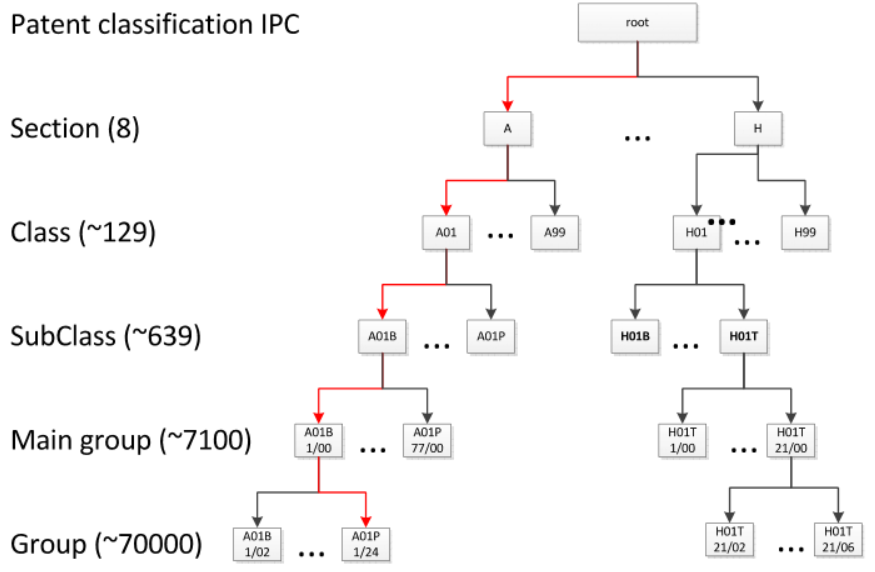 Patent classification IPC
root
Section (8)
A
...
H
Class (~129)
A01
...
A99
H01
...
...
H99
SubClass (~639)
A01B
...
A01P
H01B
...
H01T
Main group (~7100)
A01B
1/00
...
A01P
77/00
H01T
1/00
...
H01T
21/00
Group (~70000)
A01B
1/02
...
A01P
1/24
H01T
21/02
...
H01T
21/06